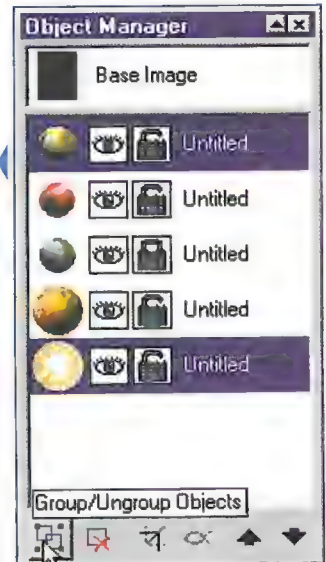 Object Manager
Base Image
Untitled
Untitled
Untitled
Untitled
Untitled
Group/Ungroup Objects